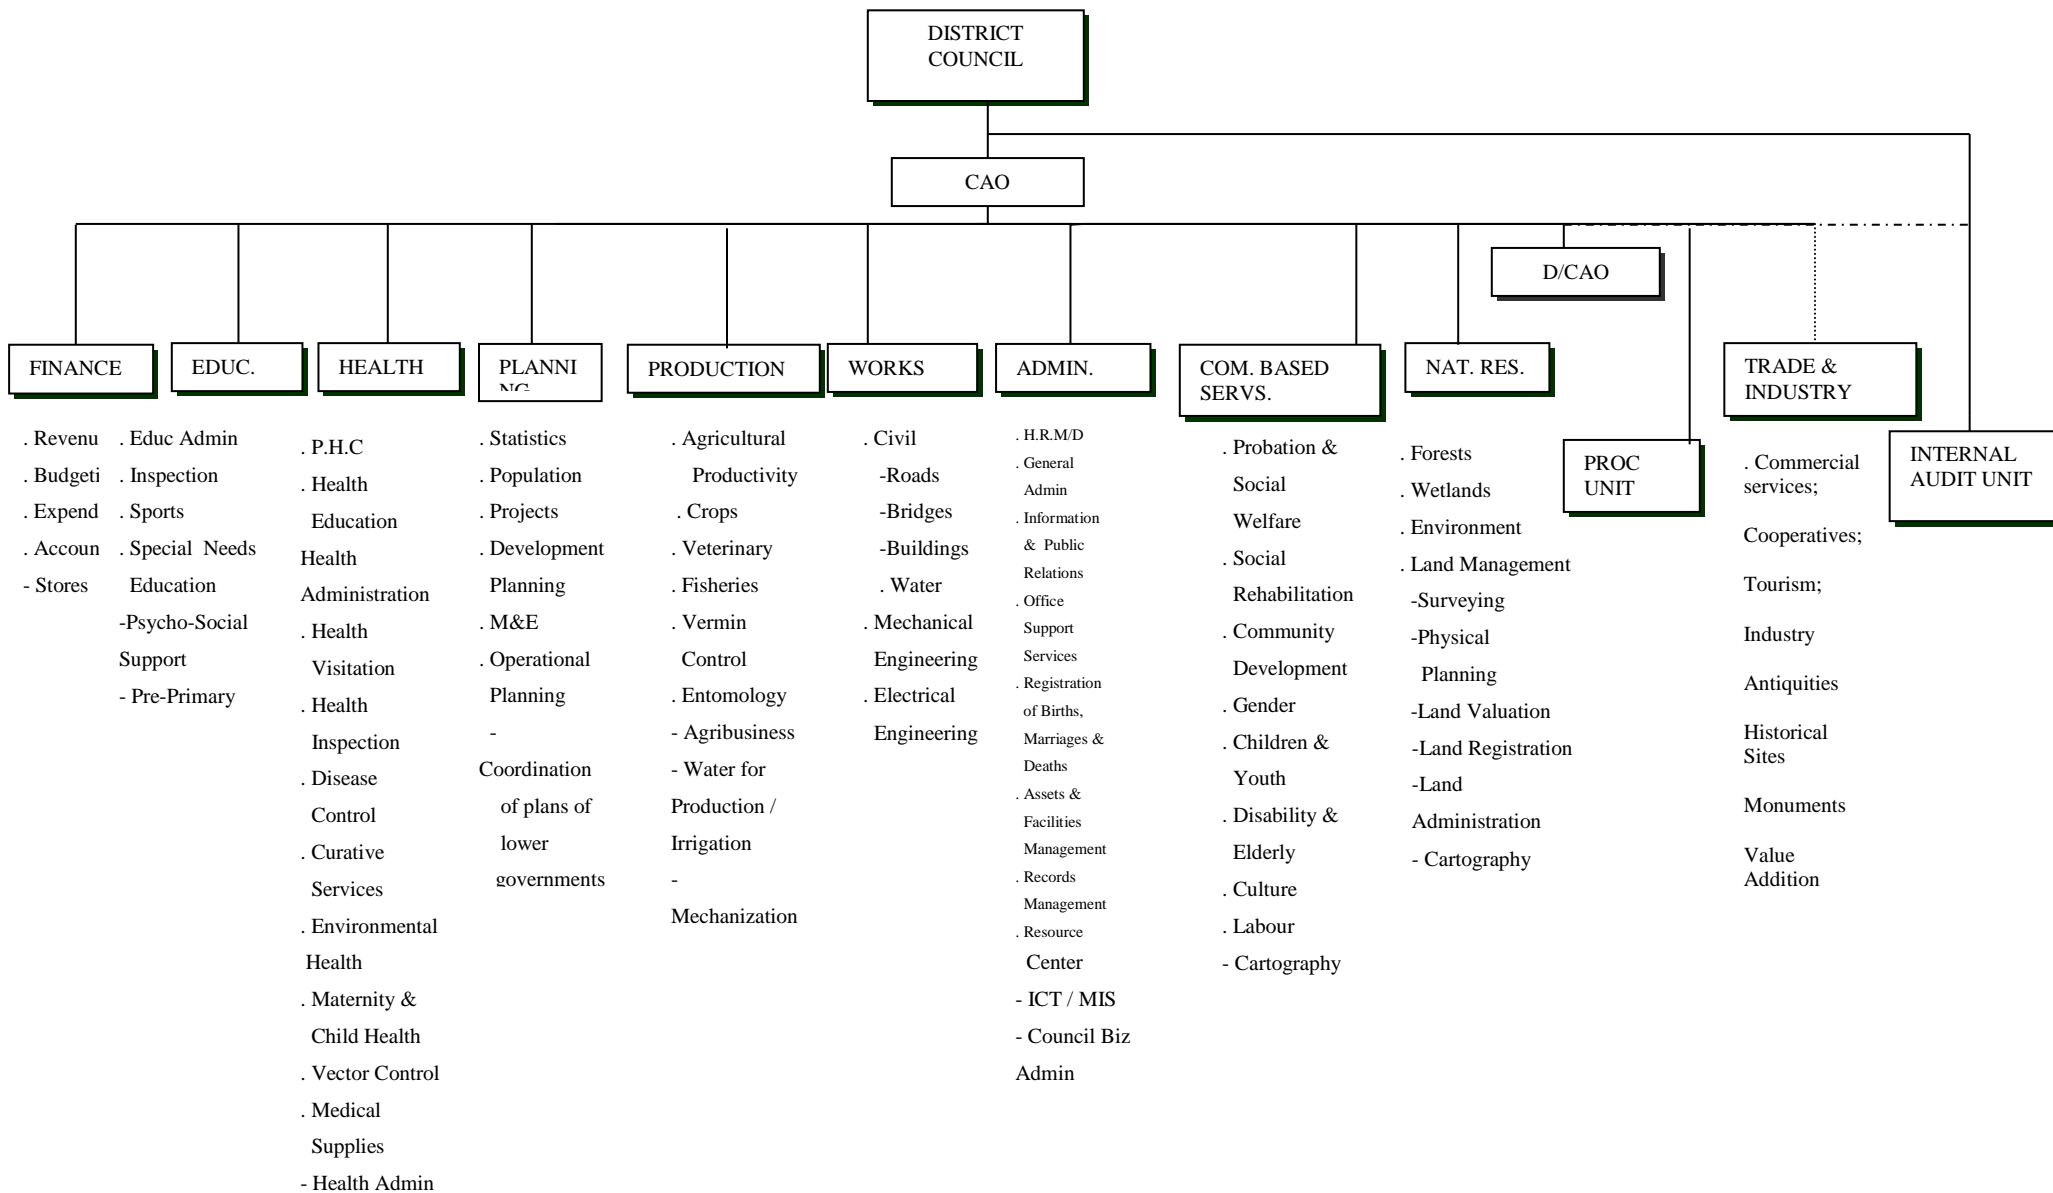 DISTRICT
COUNCIL
CAO
D/CAO
FINANCE
. Revenu
. Budgeti
. Expend
. Accoun
- Stores
EDUC.
. Educ Admin
. Inspection
. Sports
. Special Needs
Education
-Psycho-Social
Support
- Pre-Primary
HEALTH
. P.H.C
. Health
Education
Health
Administration
. Health
Visitation
. Health
Inspection
. Disease
Control
. Curative
Services
. Environmental
Health
. Maternity &
Child Health
. Vector Control
. Medical
Supplies
- Health Admin
PLANNI
NG
. Statistics
. Population
. Projects
. Development
Planning
. M&E
. Operational
Planning
-
Coordination
of plans of
lower
governments
PRODUCTION
. Agricultural
Productivity
. Crops
. Veterinary
. Fisheries
. Vermin
Control
. Entomology
- Agribusiness
- Water for
Production /
Irrigation
-
Mechanization
WORKS
. Civil
-Roads
-Bridges
-Buildings
. Water
. Mechanical
Engineering
. Electrical
Engineering
ADMIN.
. H.R.M/D
. General
Admin
. Information
& Public
Relations
. Office
Support
Services
. Registration
of Births,
Marriages &
Deaths
. Assets &
Facilities
Management
. Records
Management
. Resource
Center
- ICT / MIS
- Council Biz
Admin
COM. BASED
SERVS.
. Probation &
Social
Welfare
. Social
Rehabilitation
. Community
Development
. Gender
. Children &
Youth
. Disability &
Elderly
. Culture
. Labour
- Cartography
NAT. RES.
. Forests
. Wetlands
. Environment
. Land Management
-Surveying
-Physical
Planning
-Land Valuation
-Land Registration
-Land
Administration
- Cartography
PROC
UNIT
TRADE &
INDUSTRY
. Commercial
services;
Cooperatives;
Tourism;
Industry
Antiquities
Historical
Sites
Monuments
Value
Addition
INTERNAL
AUDIT UNIT